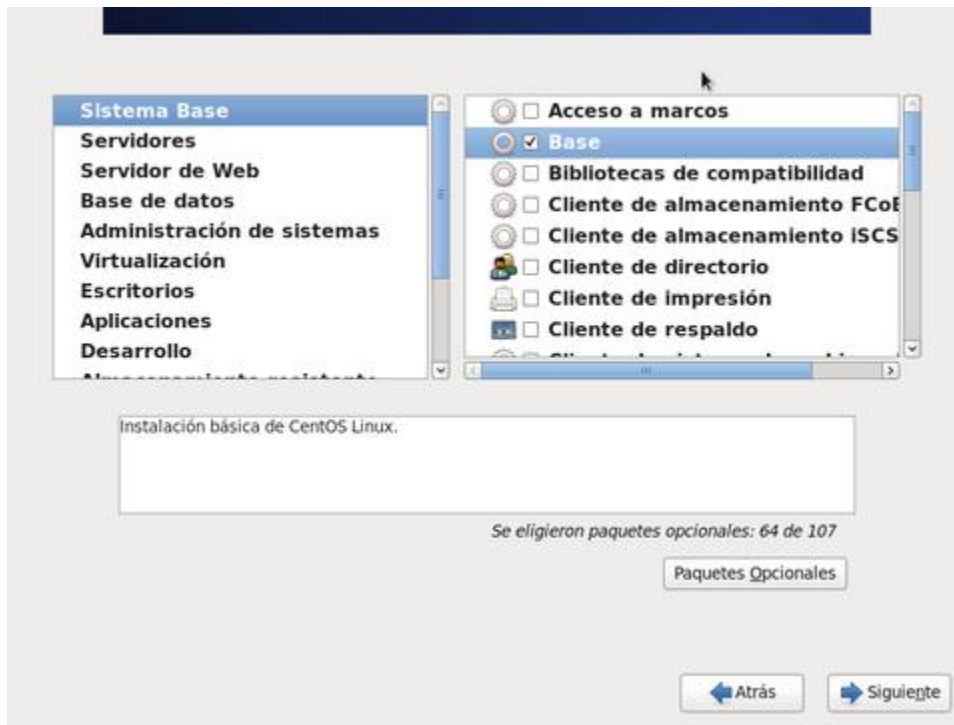 Sistema Base
Servidores
Servidor de Web
Base de datos
Administración de sistemas
Virtualización
Escritorios
Aplicaciones
Desarrollo
Acceso a marcos
Base
Bibliotecas de compatibilidad
Cliente de almacenamiento FCoE
Cliente de almacenamiento iSCS
Cliente de directorio
Cliente de impresión
Cliente de respaldo
Instalación básica de CentOS Linux.
Se eligieron paquetes opcionales: 64 de 107
Paquetes Opcionales
Atrás
Siguiente